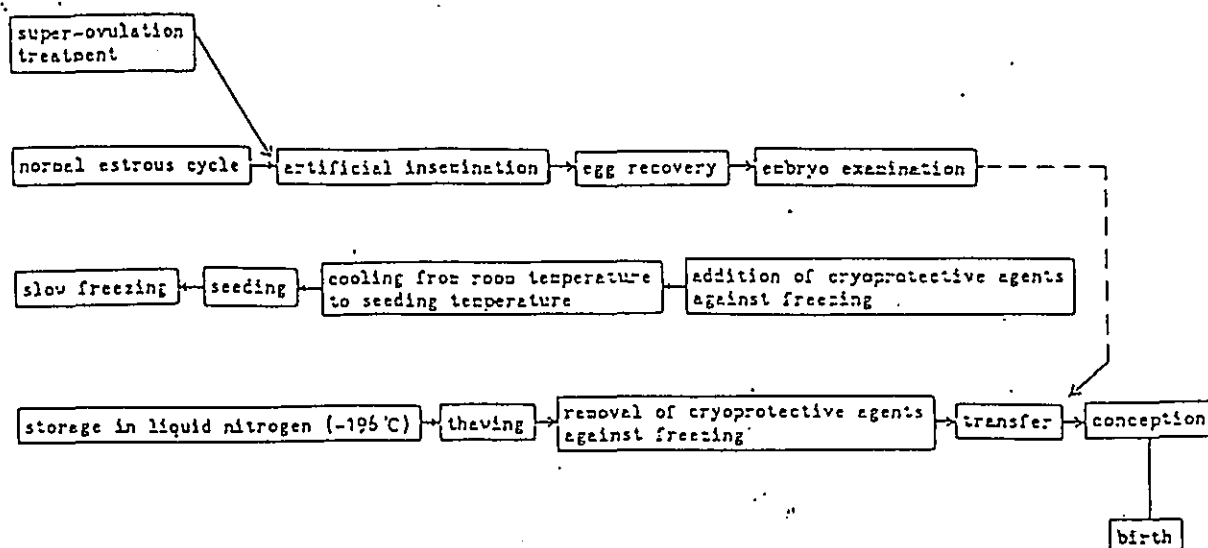 super-ovulation
treatment
normal estrous cycle
artificial insemination
egg recovery
embryo examination
slow freezing
seeding
cooling from room temperature
to seeding temperature
addition of cryoprotective agents
against freezing
storage in liquid nitrogen (-196°C)
thawing
removal of cryoprotective agents
against freezing
transfer
conception
birth